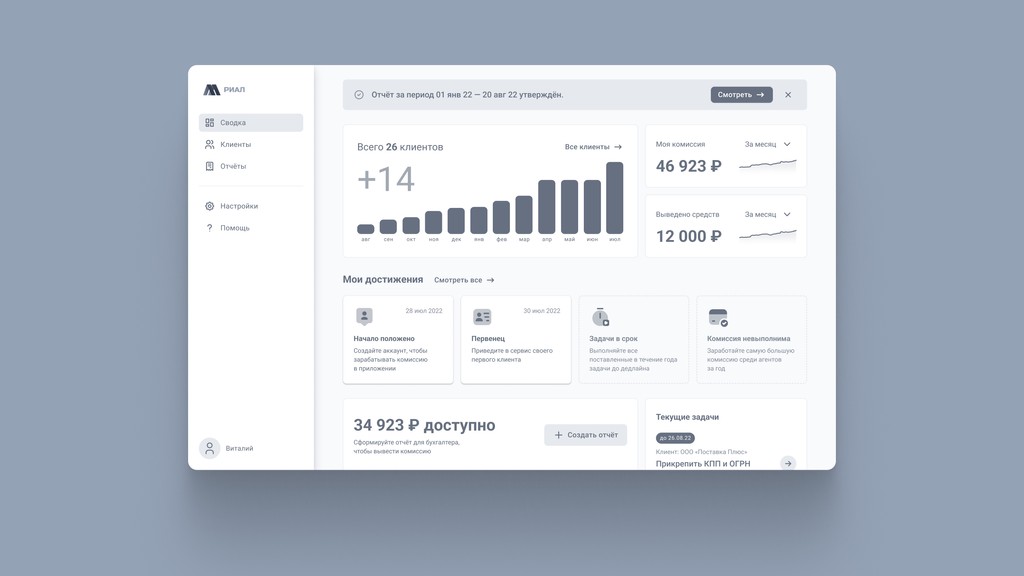 РИАЛ
Сводка
Клиенты
Отчёты
Настройки
Помощь
Виталий
Отчёт за период 01 янв 22 — 20 авг 22 утверждён.
Смотреть →
Всего 26 клиентов
Все клиенты →
+14
авг сен окт ноя дек янв фев мар апр май июн июл
Моя комиссия
За месяц
46 923 ₽
Выведено средств
За месяц
12 000 ₽
Мои достижения
Смотреть все →
28 июл 2022
Начало положено
Создайте аккаунт, чтобы
зарабатывать комиссию
в приложении
30 июл 2022
Первенец
Приведите в сервис своего
первого клиента
Задачи в срок
Выполняйте все
поставленные в течение года
задачи до дедлайна
Комиссия невыполнима
Заработайте самую большую
комиссию среди агентов
за год
34 923 ₽ доступно
Сформируйте отчёт для бухгалтера,
чтобы вывести комиссию
+ Создать отчёт
Текущие задачи
до 26.08.22
Клиент: ООО «Поставка Плюс»
Прикрепить КПП и ОГРН